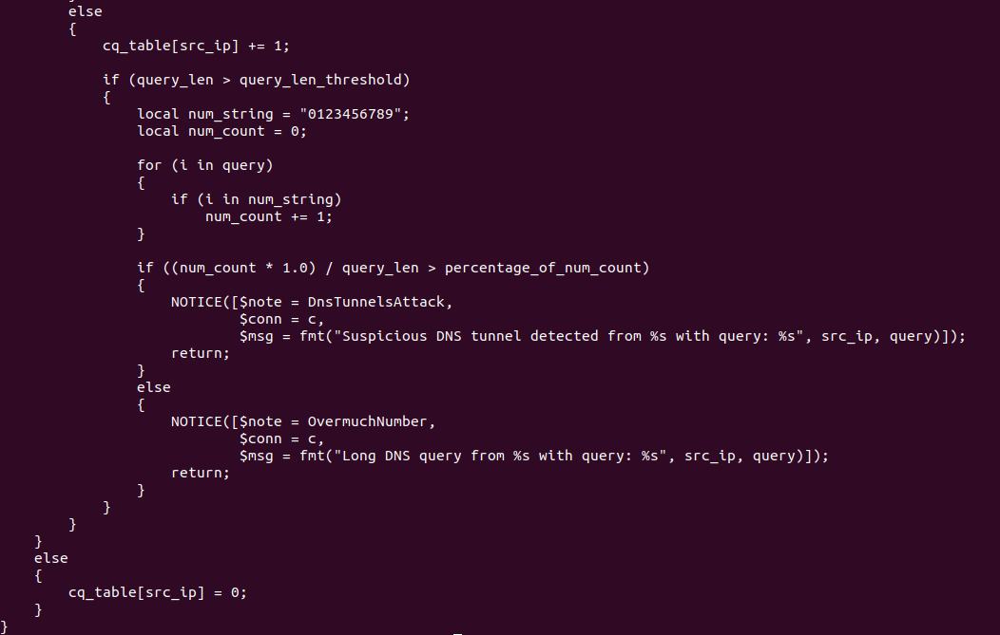 else
{
cq_table[src_ip] += 1;
if (query_len > query_len_threshold)
{
local num_string = "0123456789";
local num_count = 0;
for (i in query)
{
if (i in num_string)
num_count += 1;
}
if ((num_count * 1.0) / query_len > percentage_of_num_count)
{
NOTICE([$note = DnsTunnelsAttack,
$conn = c,
$msg = fmt("Suspicious DNS tunnel detected from %s with query: %s", src_ip, query)]);
return;
}
else
{
NOTICE([$note = OvermuchNumber,
$conn = c,
$msg = fmt("Long DNS query from %s with query: %s", src_ip, query)]);
return;
}
}
}
}
else
{
cq_table[src_ip] = 0;
}
}